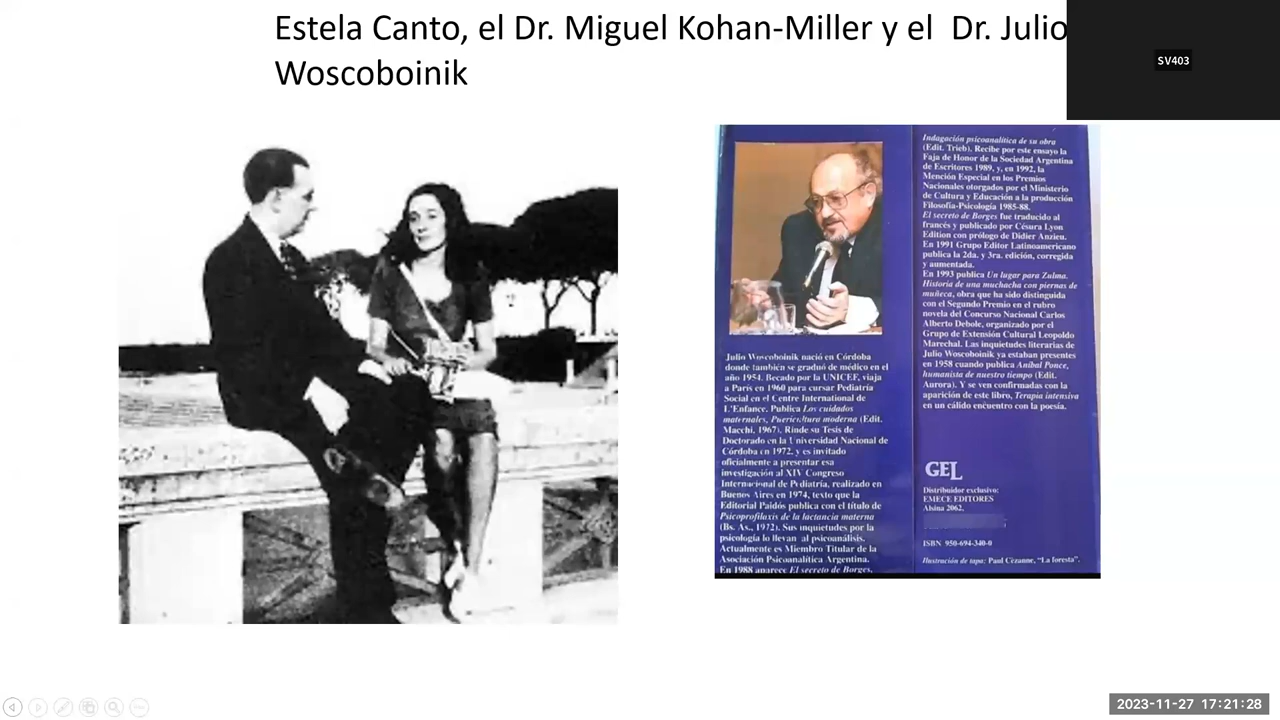 Estela Canto, el Dr. Miguel Kohan-Miller y el Dr. Julio
Woscoboinik
SV403
Julio Woscoboinik nació en Córdoba
donde también se graduó de médico en el
año 1954. Becado por la UNICEF, viaja
a París en 1960 para cursar Pediatría
Social en el Centre International de
L'Enfance. Publica Los cuidados
maternales, Puericultura moderna (Edit.
Macchi, 1967). Rinde su Tesis de
Doctorado en la Universidad Nacional de
Córdoba en 1972, y es invitado
oficialmente a presentar esa
investigación al XIV Congreso
Internacional de Pediatría, realizado en
Buenos Aires en 1974, texto que la
Editorial Paidós publica con el título de
Psicoprofilaxis de la lactancia materna
(Bs. As., 1972). Sus inquietudes por la
psicología lo llevan al psicoanálisis.
Actualmente es Miembro Titular de la
Asociación Psicoanalítica Argentina.
En 1988 aparece El secreto de Borges,
Indagación psicoanalítica de su obra
(Edit. Trieb). Recibe por este ensayo la
Faja de Honor de la Sociedad Argentina
de Escritores 1989, y, en 1992, la
Mención Especial en los Premios
Nacionales otorgados por el Ministerio
de Cultura y Educación a la producción
Filosofía-Psicología 1985-88.
El secreto de Borges fue traducido al
francés y publicado por Césura Lyon
Edition con prólogo de Didier Anzieu.
En 1991 Grupo Editor Latinoamericano
publica la 2da. y 3ra. edición, corregida
y aumentada.
En 1993 publica Un lugar para Zulma.
Historia de una muchacha con piernas de
muñeca, obra que ha sido distinguida
con el Segundo Premio en el rubro
novela del Concurso Nacional Carlos
Alberto Debole, organizado por el
Grupo de Extensión Cultural Leopoldo
Marechal. Las inquietudes literarias de
Julio Woscoboinik ya estaban presentes
en 1958 cuando publica Aníbal Ponce,
humanista de nuestro tiempo (Edit.
Aurora). Y se ven confirmadas con la
aparición de este libro, Terapia intensiva
en un cálido encuentro con la poesía.
GEL
Distribuidor exclusivo:
EMECE EDITORES
Alsina 2062,
ISBN 950-694-340-0
Ilustración de tapa: Paul Cézanne, "La foresta".
2023-11-27 17:21:28